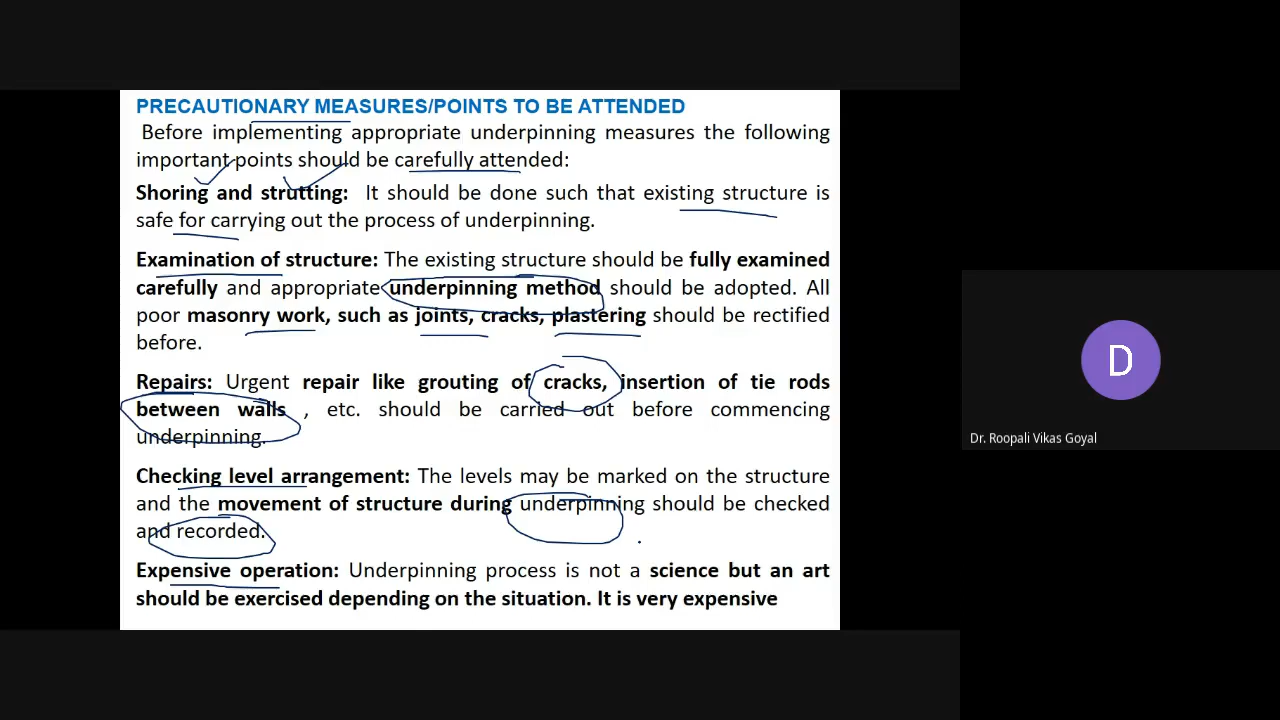 PRECAUTIONARY MEASURES/POINTS TO BE ATTENDED
Before implementing appropriate underpinning measures the following
important points should be carefully attended:
Shoring and strutting: It should be done such that existing structure is
safe for carrying out the process of underpinning.
Examination of structure: The existing structure should be fully examined
carefully and appropriate underpinning method should be adopted. All
poor masonry work, such as joints, cracks, plastering should be rectified
before.
Repairs: Urgent repair like grouting of cracks, insertion of tie rods
between walls , etc. should be carried out before commencing
underpinning.
Checking level arrangement: The levels may be marked on the structure
and the movement of structure during underpinning should be checked
and recorded.
Expensive operation: Underpinning process is not a science but an art
should be exercised depending on the situation. It is very expensive
D
Dr. Roopali Vikas Goyal